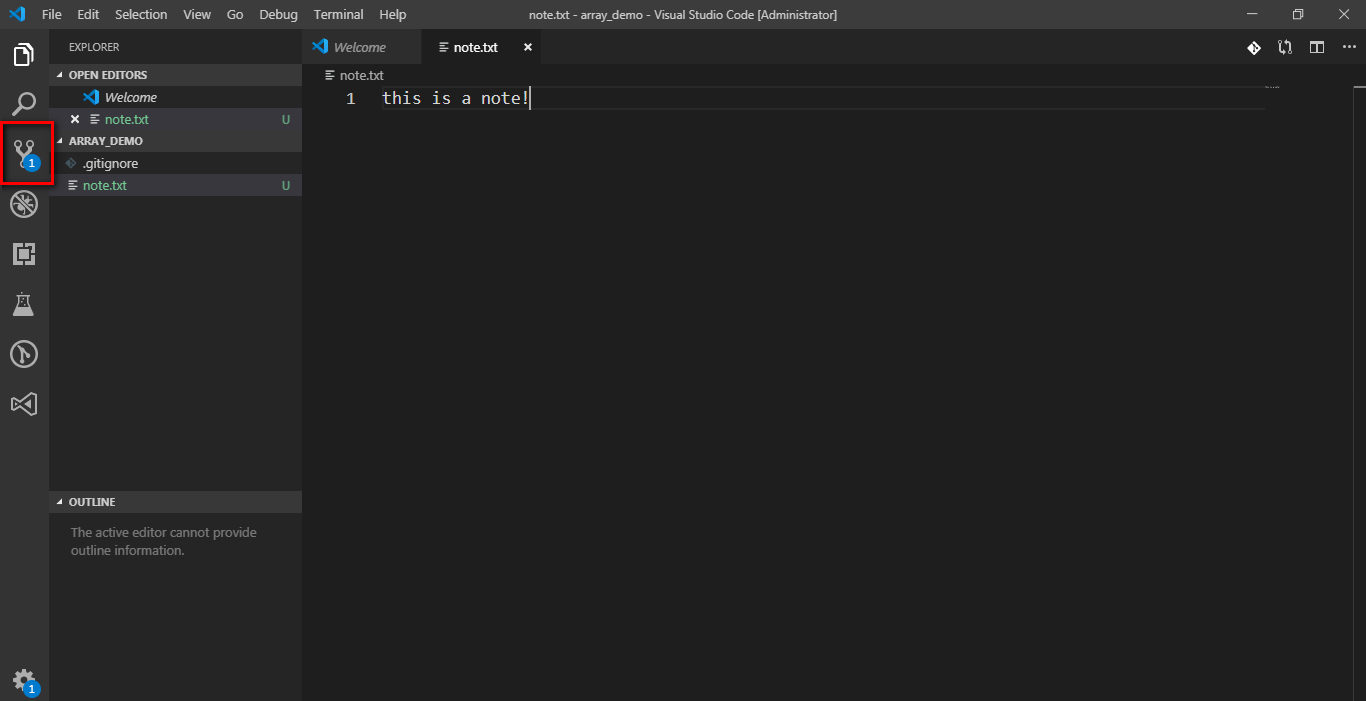 File Edit Selection View Go Debug Terminal Help
note.txt - array_demo - Visual Studio Code [Administrator]
EXPLORER
OPEN EDITORS
Welcome
note.txt U
ARRAY_DEMO
.gitignore
note.txt U
1
OUTLINE
The active editor cannot provide
outline information.
1
Welcome
note.txt
note.txt
1 this is a note!